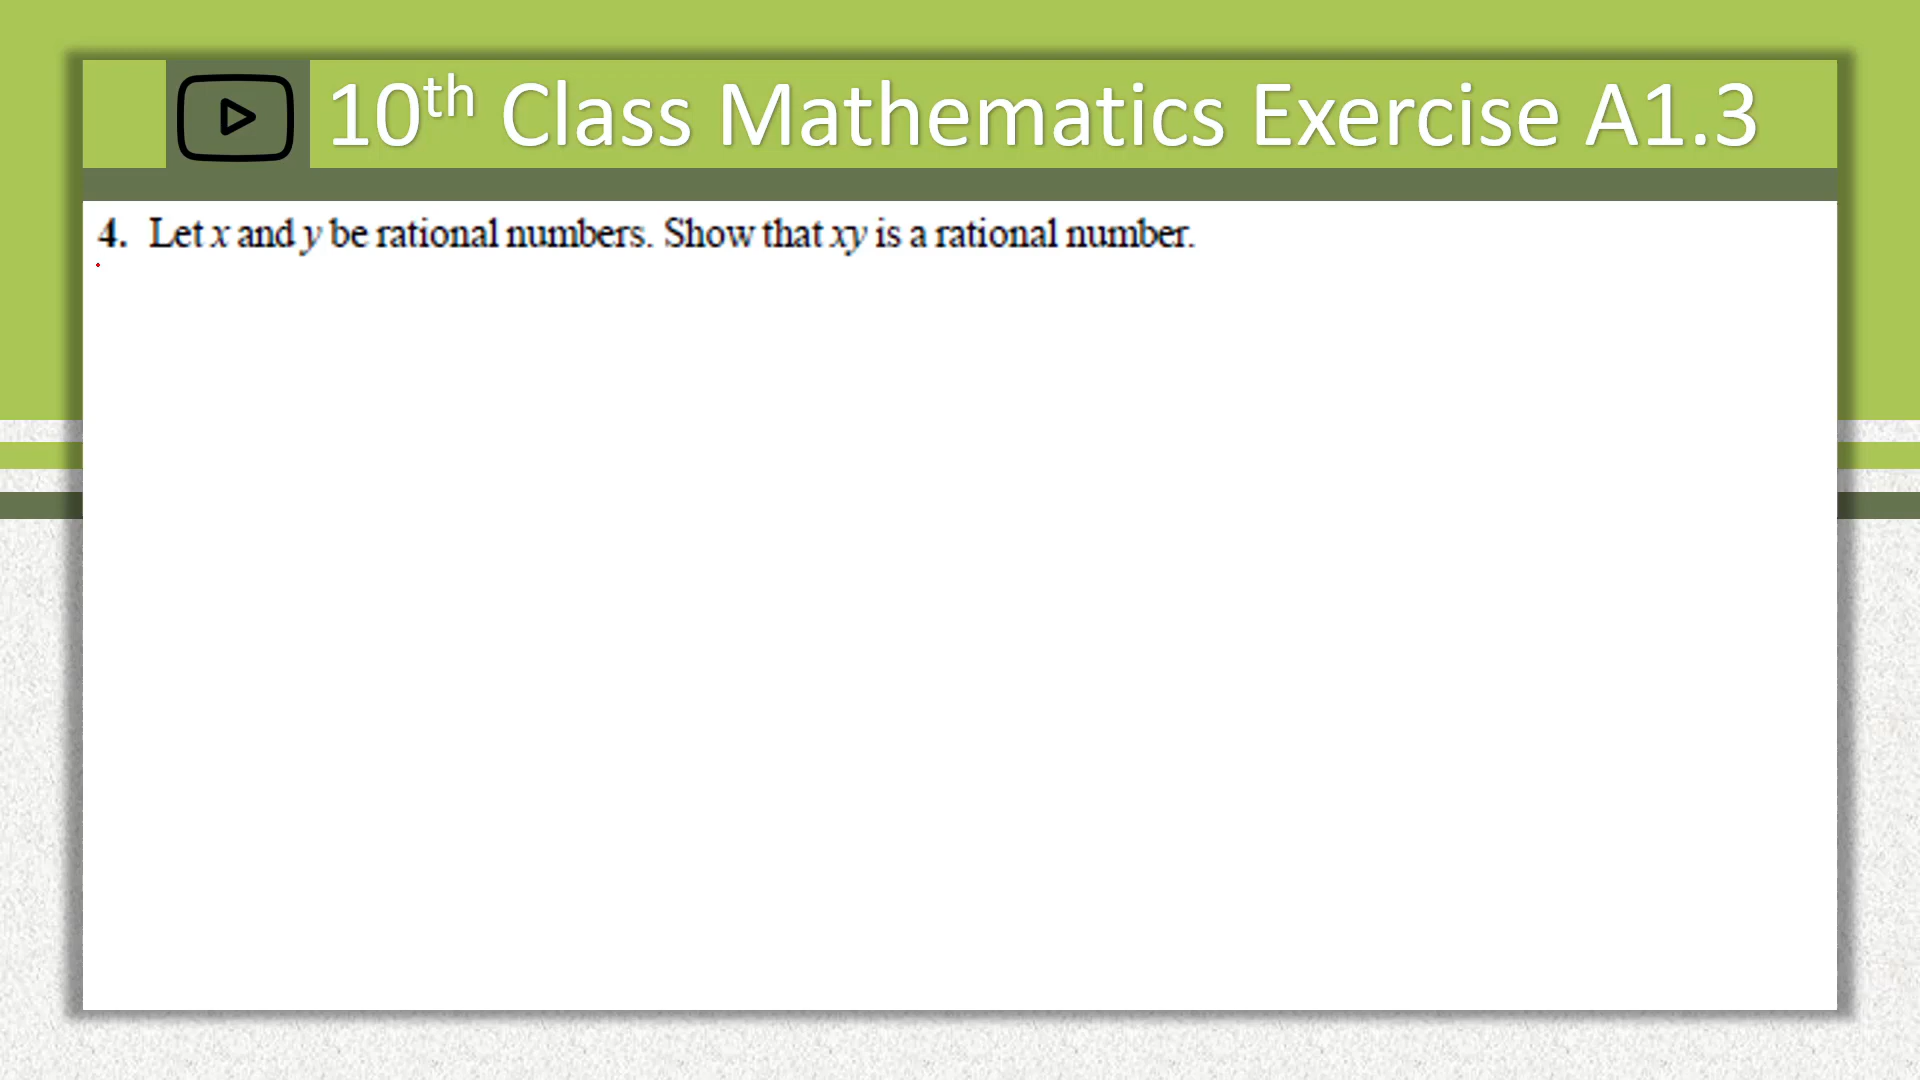 10th Class Mathematics Exercise A1.3
4. Let x and y be rational numbers. Show that xy is a rational number.